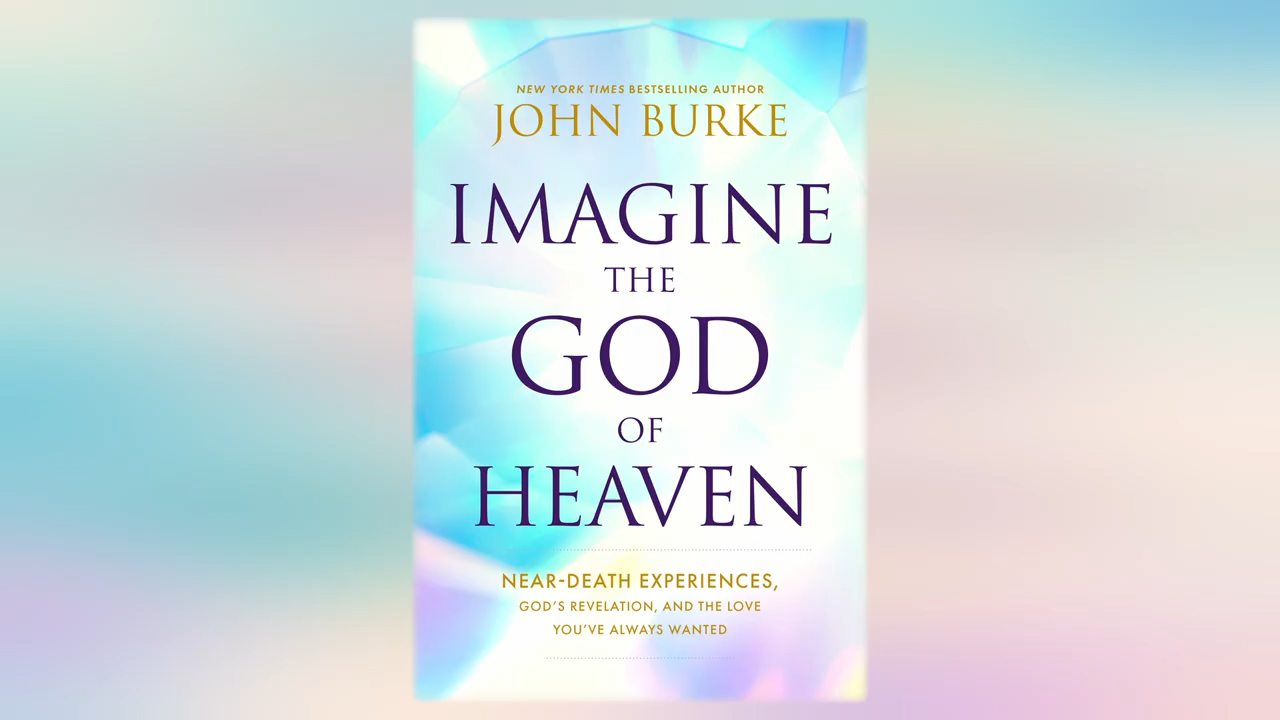 NEW YORK TIMES BESTSELLING AUTHOR
JOHN BURKE
IMAGINE
THE
GOD
OF
HEAVEN
NEAR-DEATH EXPERIENCES,
GOD'S REVELATION, AND THE LOVE
YOU'VE ALWAYS WANTED